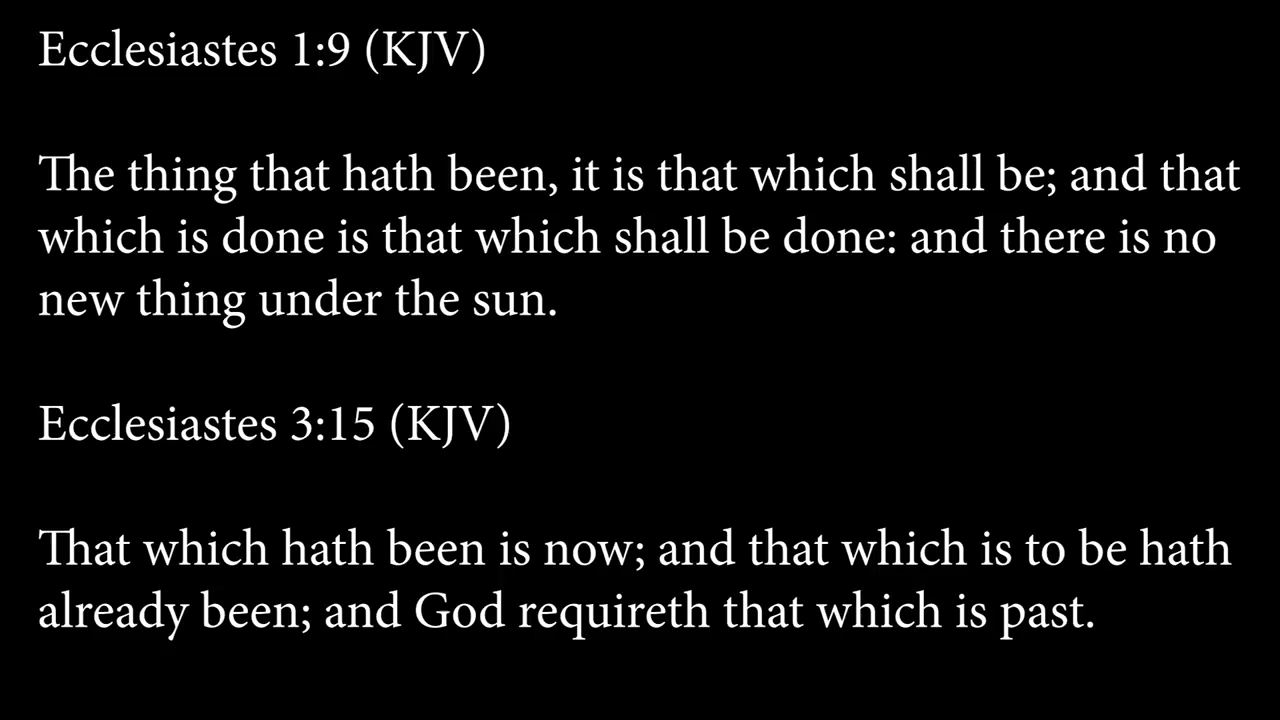 Ecclesiastes 1:9 (KJV)
The thing that hath been, it is that which shall be; and that
which is done is that which shall be done: and there is no
new thing under the sun.
Ecclesiastes 3:15 (KJV)
That which hath been is now; and that which is to be hath
already been; and God requireth that which is past.